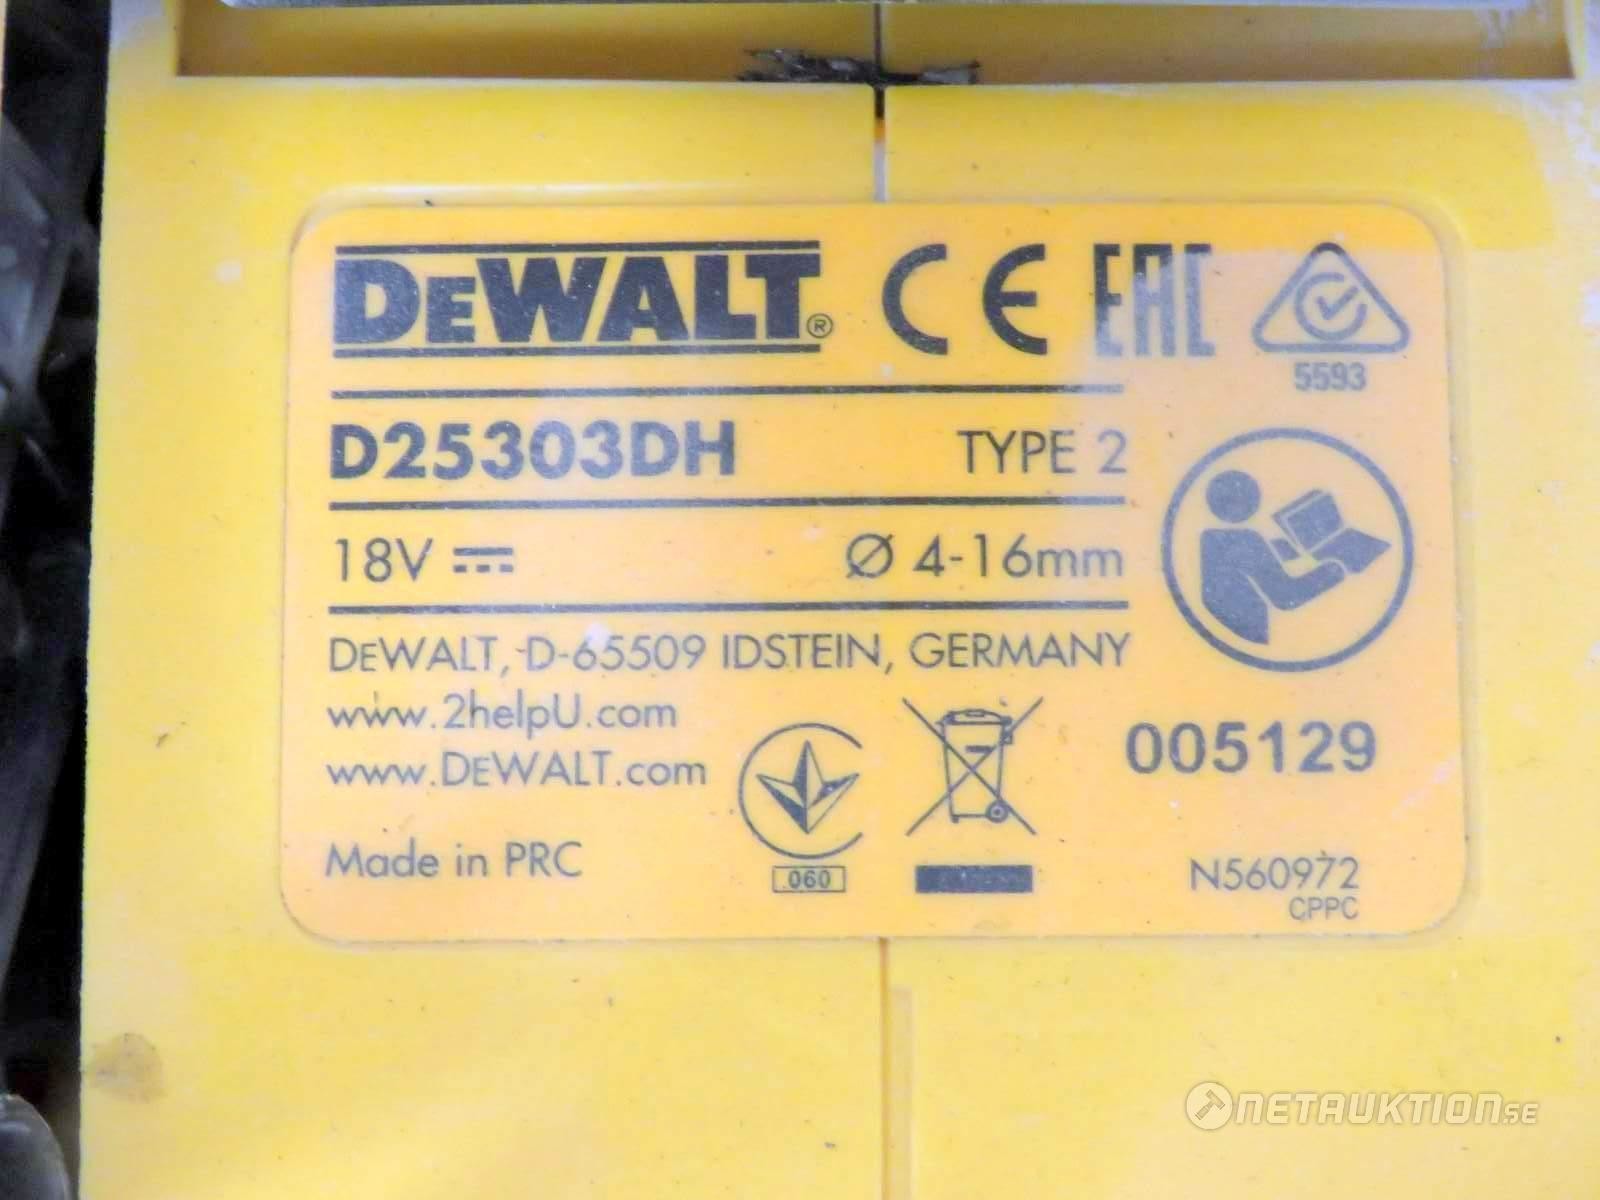 DEWALT® CE EAC
5593
D25303DH TYPE 2
18V Ø 4-16mm
DEWALT, D-65509 IDSTEIN, GERMANY
www.2helpU.com
www.DEWALT.com
005129
Made in PRC
060
N560972
CPPC
NETAUKTION.SE